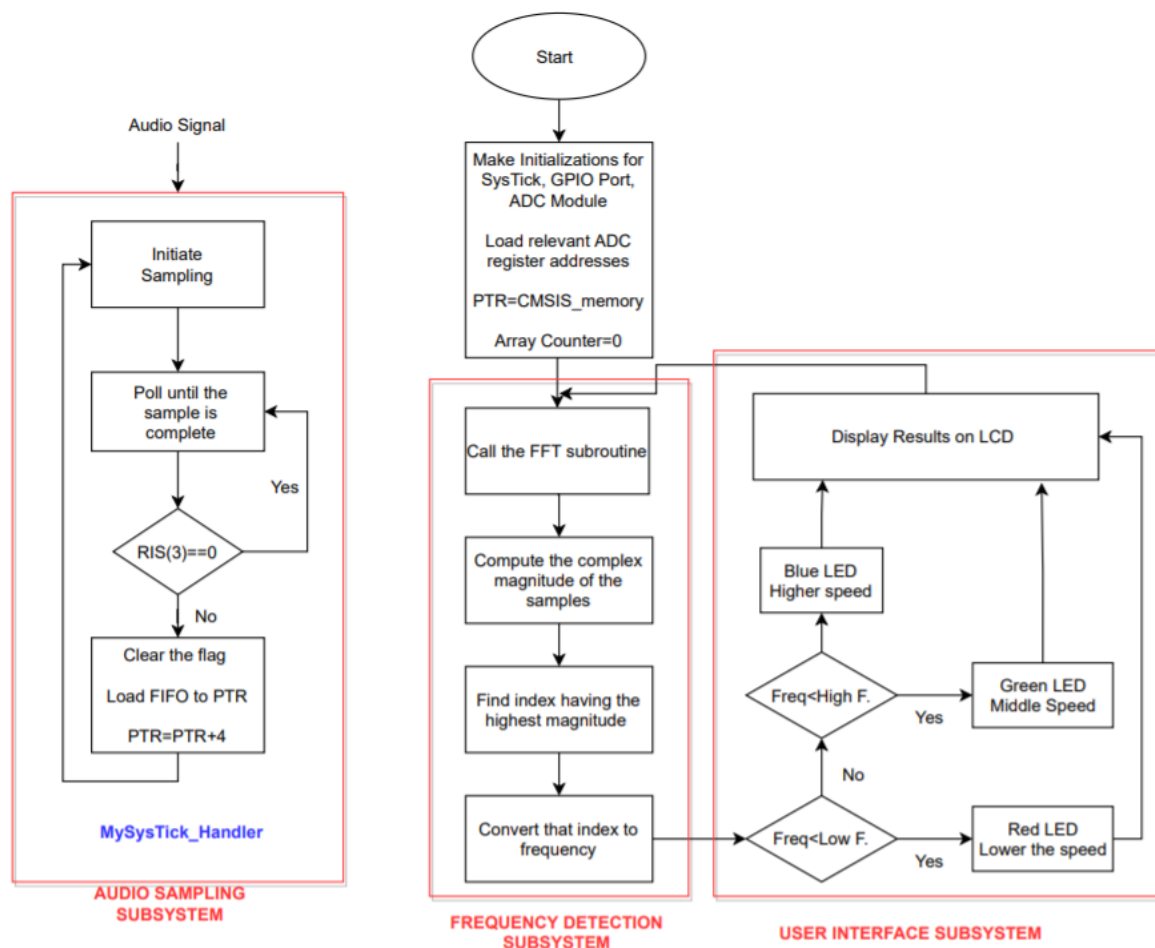 Start
Audio Signal
Make Initializations for
SysTick, GPIO Port,
ADC Module
Load relevant ADC
register addresses
PTR=CMSIS_memory
Array Counter=0
Initiate
Sampling
Poll until the
sample is
complete
Yes
RIS(3)==0
No
Clear the flag
Load FIFO to PTR
PTR=PTR+4
MySysTick_Handler
AUDIO SAMPLING
SUBSYSTEM
Call the FFT subroutine
Compute the complex
magnitude of the
samples
Find index having the
highest magnitude
Convert that index to
frequency
FREQUENCY DETECTION
SUBSYSTEM
Display Results on LCD
Blue LED
Higher speed
Freq<High F.
Yes
Green LED
Middle Speed
No
Freq<Low F.
Yes
Red LED
Lower the speed
USER INTERFACE SUBSYSTEM